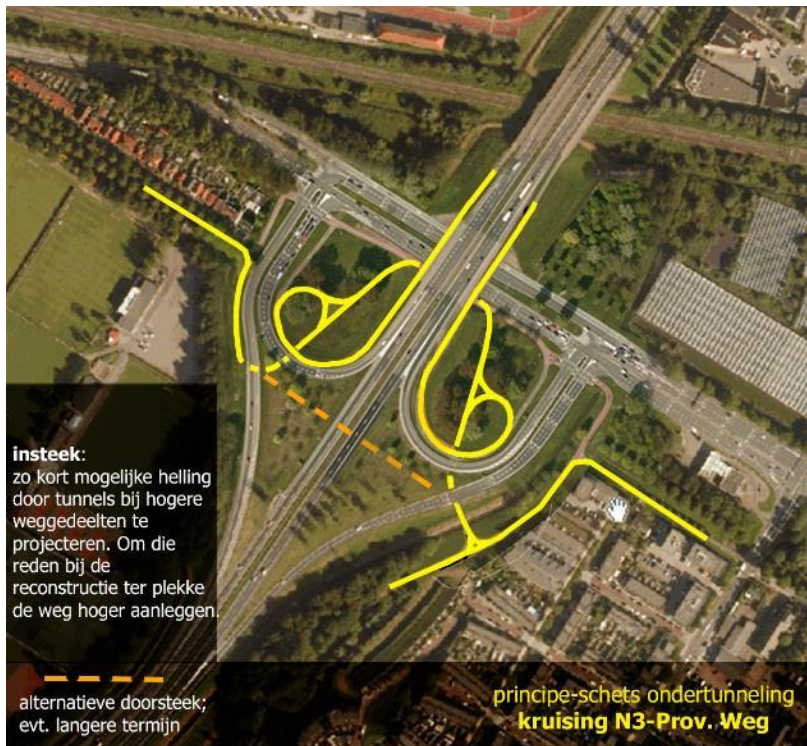 insteek:
zo kort mogelijke helling
door tunnels bij hogere
weggedeelten te
projecteren. Om die
reden bij de
reconstructie ter plekke
de weg hoger aanleggen.
alternatieve doorsteek;
evt. langere termijn
principe-schets ondertunneling
kruising N3-Prov. Weg